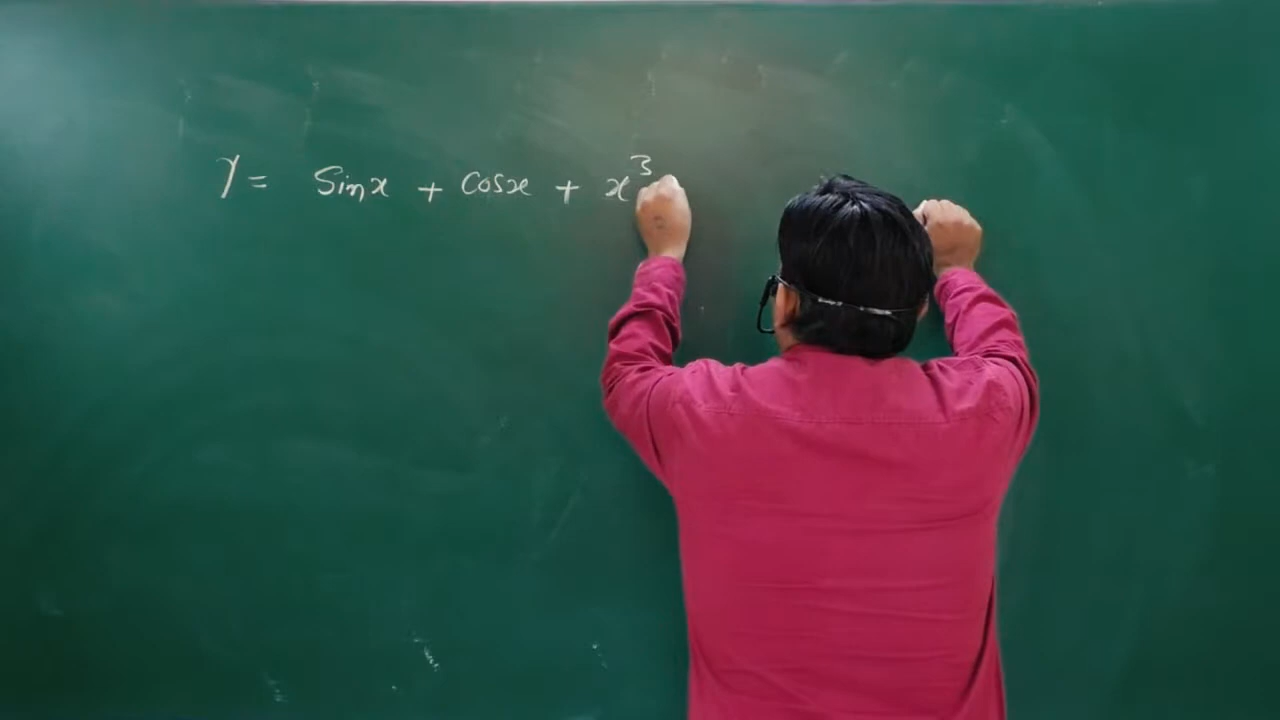 y = sinx + cosx + x³